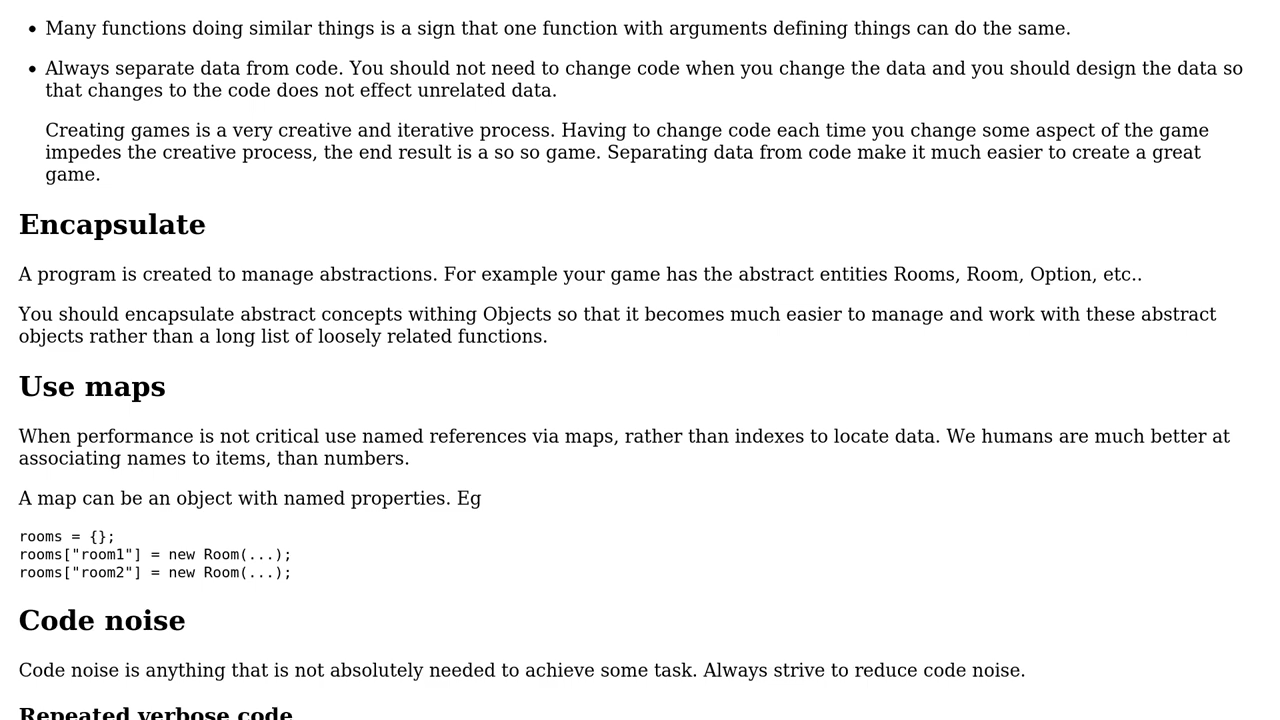 • Many functions doing similar things is a sign that one function with arguments defining things can do the same.
• Always separate data from code. You should not need to change code when you change the data and you should design the data so
that changes to the code does not effect unrelated data.
Creating games is a very creative and iterative process. Having to change code each time you change some aspect of the game
impedes the creative process, the end result is a so so game. Separating data from code make it much easier to create a great
game.
Encapsulate
A program is created to manage abstractions. For example your game has the abstract entities Rooms, Room, Option, etc..
You should encapsulate abstract concepts withing Objects so that it becomes much easier to manage and work with these abstract
objects rather than a long list of loosely related functions.
Use maps
When performance is not critical use named references via maps, rather than indexes to locate data. We humans are much better at
associating names to items, than numbers.
A map can be an object with named properties. Eg
rooms = {};
rooms["room1"] = new Room(...);
rooms["room2"] = new Room(...);
Code noise
Code noise is anything that is not absolutely needed to achieve some task. Always strive to reduce code noise.
Repeated verbose code